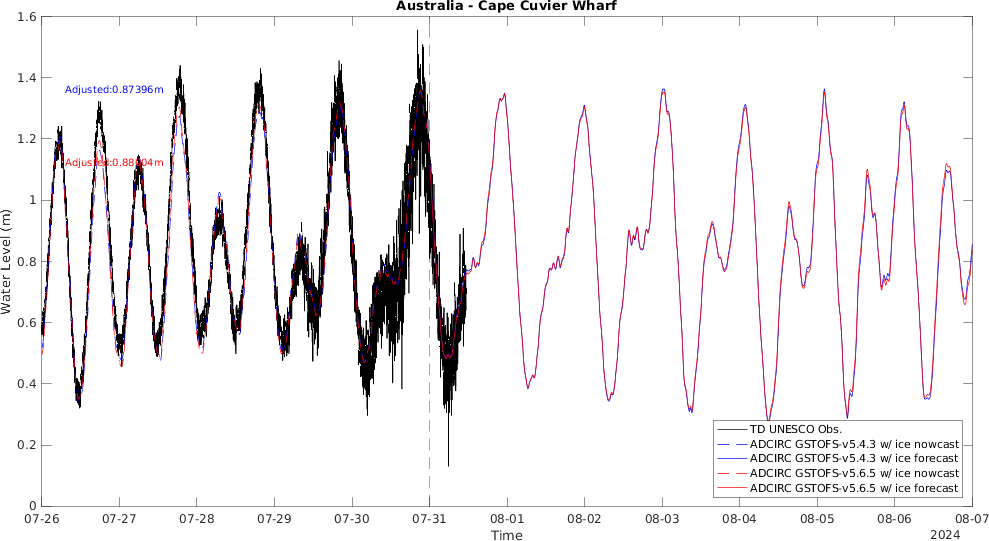 Australia - Cape Cuvier Wharf
1.6
1.4
1.2
1
0.8
0.6
0.4
0.2
0
Water Level (m)
Adjusted:0.87396m
TD UNESCO Obs.
ADCIRC GSTOFS-v5.4.3 w/ ice nowcast
ADCIRC GSTOFS-v5.4.3 w/ ice forecast
ADCIRC GSTOFS-v5.6.5 w/ ice nowcast
ADCIRC GSTOFS-v5.6.5 w/ ice forecast
07-26 07-27 07-28 07-29 07-30 07-31 08-01 08-02 08-03 08-04 08-05 08-06 08-07
Time
2024